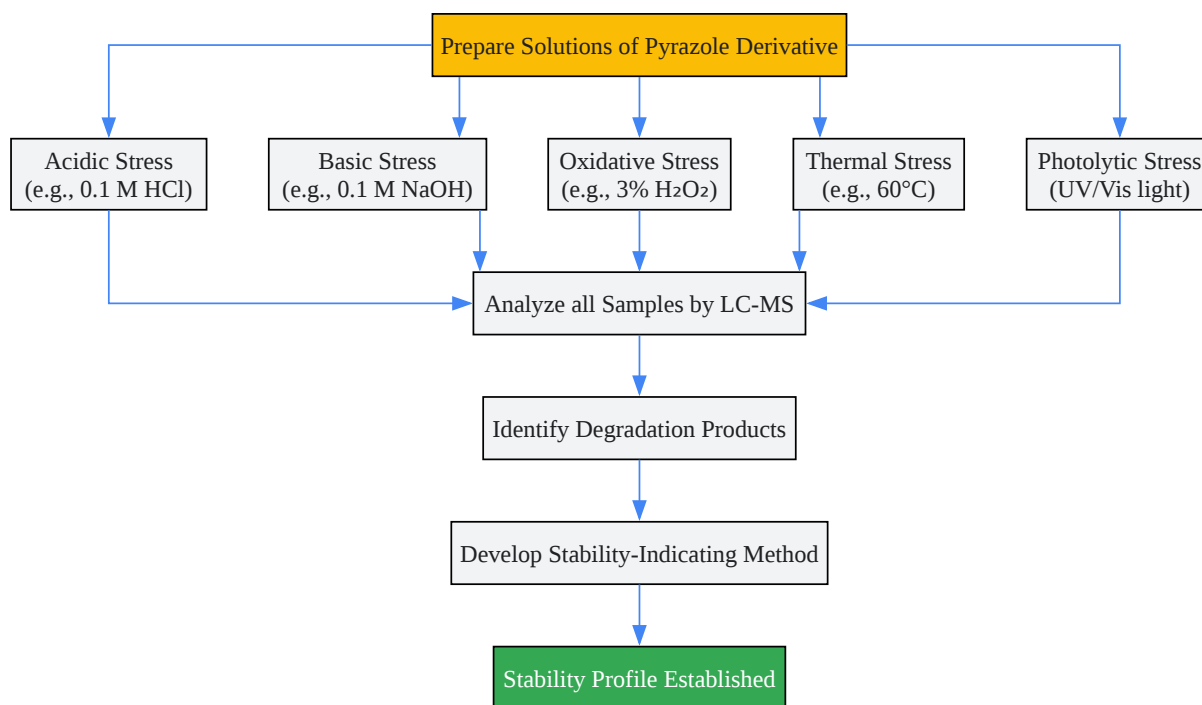 Prepare Solutions of Pyrazole Derivative
Acidic Stress
(e.g., 0.1 M HCl)
Basic Stress
(e.g., 0.1 M NaOH)
Oxidative Stress
(e.g., 3% H₂O₂)
Thermal Stress
(e.g., 60°C)
Photolytic Stress
(UV/Vis light)
Analyze all Samples by LC-MS
Identify Degradation Products
Develop Stability-Indicating Method
Stability Profile Established